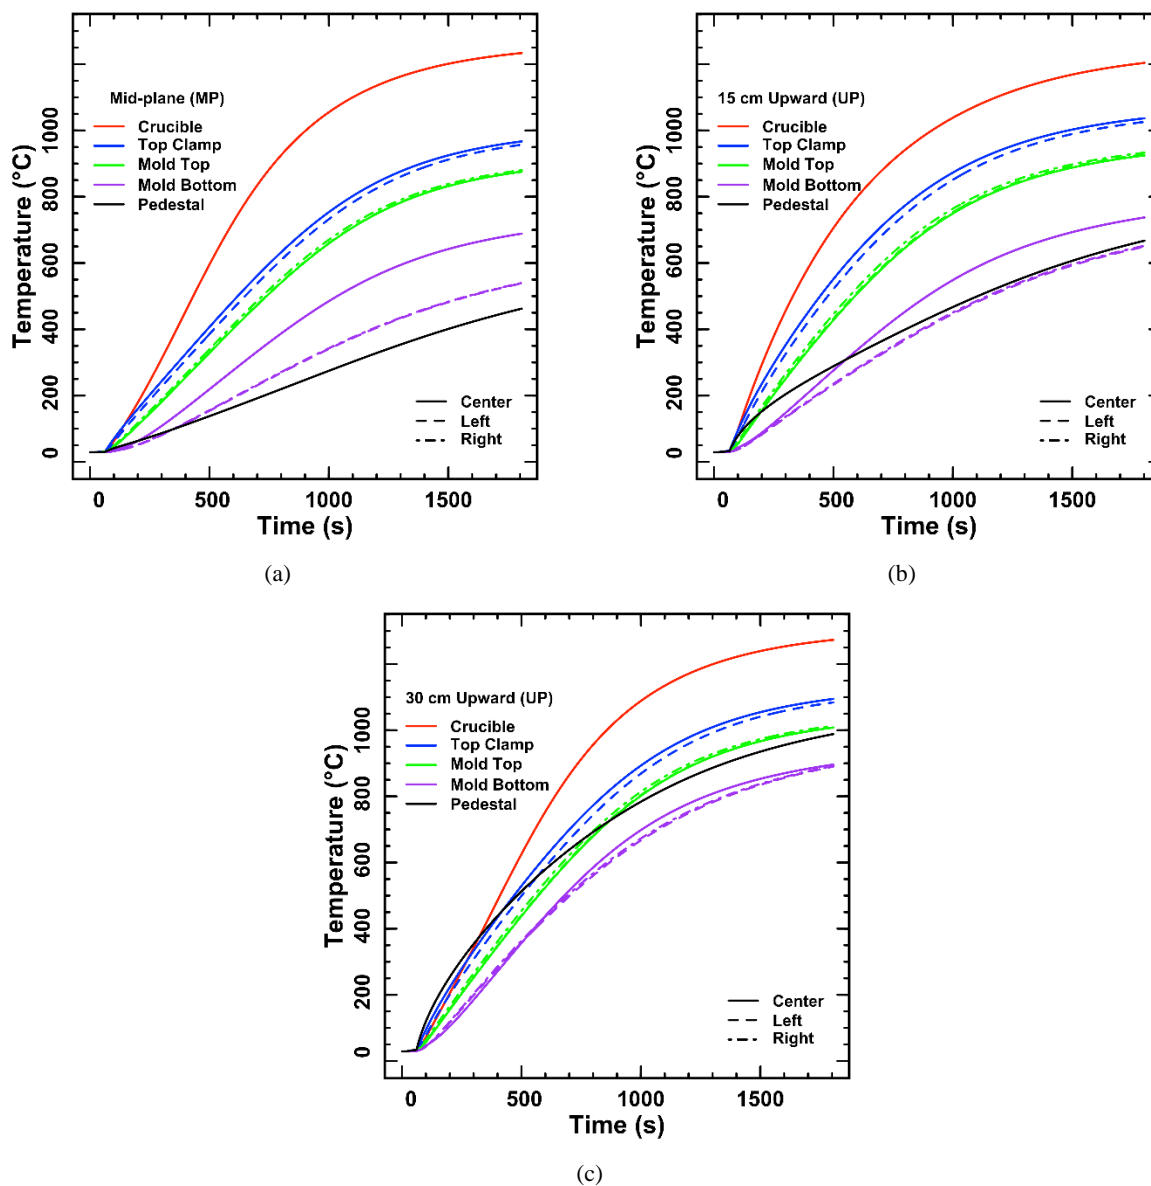 Mid-plane (MP)
Crucible
Top Clamp
Mold Top
Mold Bottom
Pedestal
Center
Left
Right
Temperature (°C)
0
200
400
600
800
1000
0
500
1000
1500
Time (s)
(a)
15 cm Upward (UP)
Crucible
Top Clamp
Mold Top
Mold Bottom
Pedestal
Center
Left
Right
Temperature (°C)
0
200
400
600
800
1000
0
500
1000
1500
Time (s)
(b)
30 cm Upward (UP)
Crucible
Top Clamp
Mold Top
Mold Bottom
Pedestal
Center
Left
Right
Temperature (°C)
0
200
400
600
800
1000
0
500
1000
1500
Time (s)
(c)